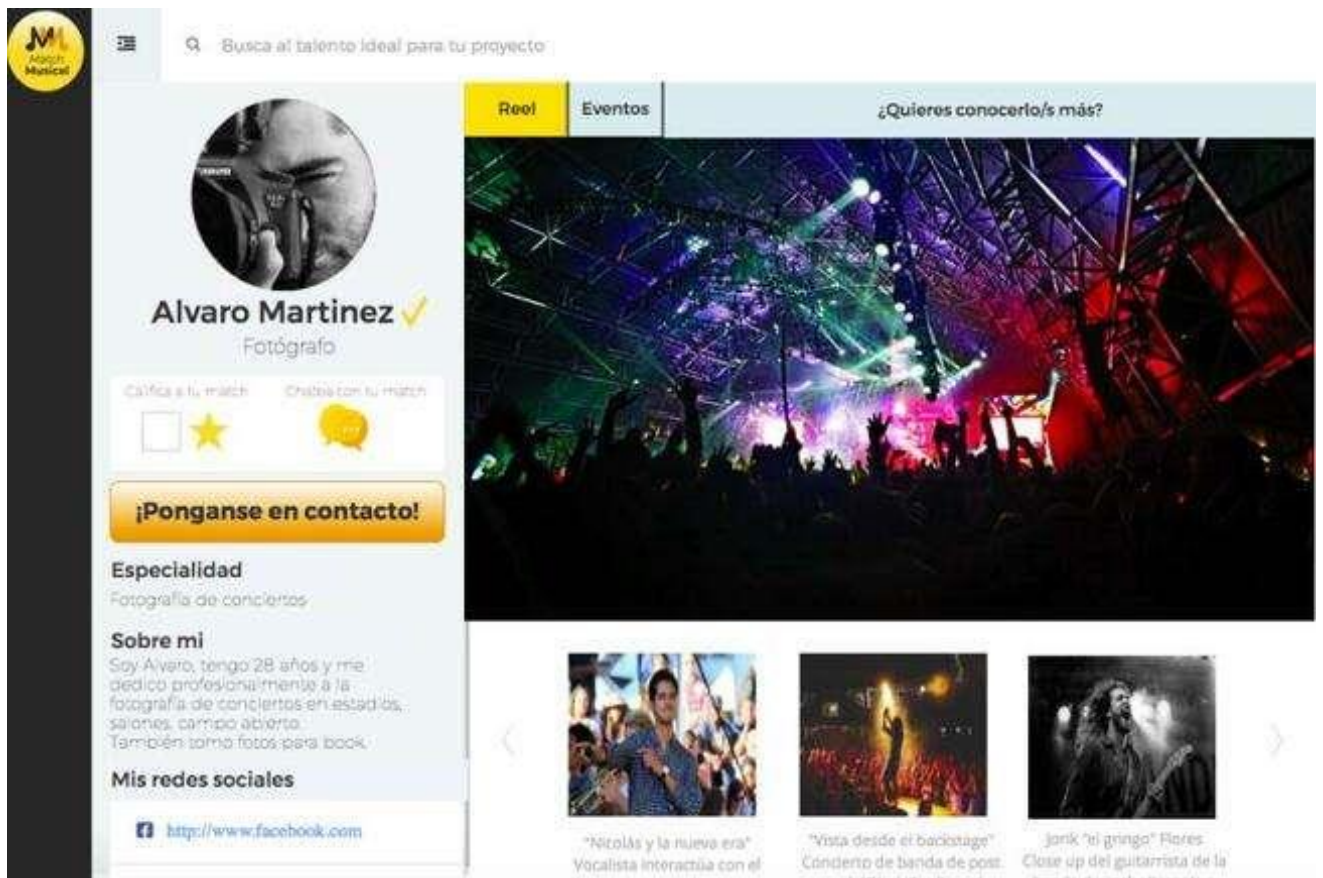 Match
Musical
Busca al talento ideal para tu proyecto
Reel
Eventos
¿Quieres conocerlo/s más?
Alvaro Martinez
Fotógrafo
Califica a tu match
Chatea con tu match
¡Ponganse en contacto!
Especialidad
Fotografía de conciertos
Sobre mi
Soy Alvaro, tengo 28 años y me
dedico profesionalmente a la
fotografía de conciertos en estadios,
salones, campo abierto.
También tomo fotos para book.
Mis redes sociales
http://www.facebook.com
"Nicolás y la nueva era"
Vocalista interactúa con el
"Vista desde el backstage"
Concierto de banda de post
"el gringo" Flores
Close up del guitarrista de la